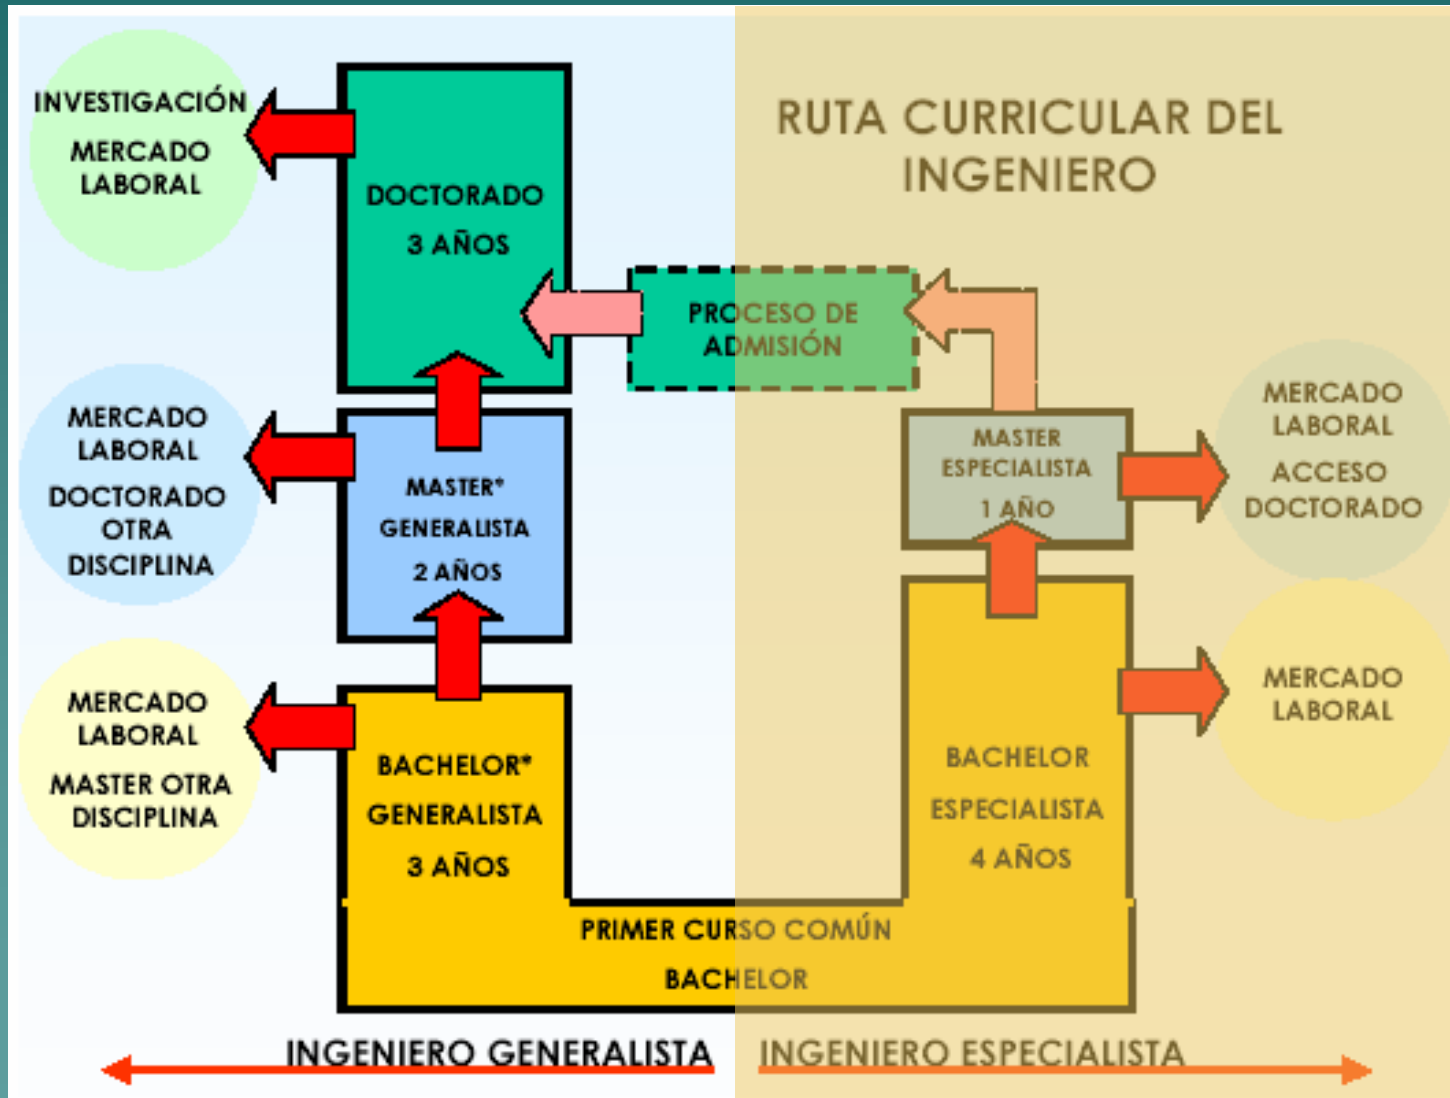 RUTA CURRICULAR DEL
INGENIERO
INVESTIGACIÓN
MERCADO
LABORAL
DOCTORADO
3 AÑOS
PROCESO DE
ADMISIÓN
MERCADO
LABORAL
DOCTORADO
OTRA
DISCIPLINA
MASTER*
GENERALISTA
2 AÑOS
MASTER
ESPECIALISTA
1 AÑO
MERCADO
LABORAL
ACCESO
DOCTORADO
MERCADO
LABORAL
MASTER OTRA
DISCIPLINA
BACHELOR*
GENERALISTA
3 AÑOS
BACHELOR
ESPECIALISTA
4 AÑOS
MERCADO
LABORAL
PRIMER CURSO COMÚN
BACHELOR
INGENIERO GENERALISTA
INGENIERO ESPECIALISTA